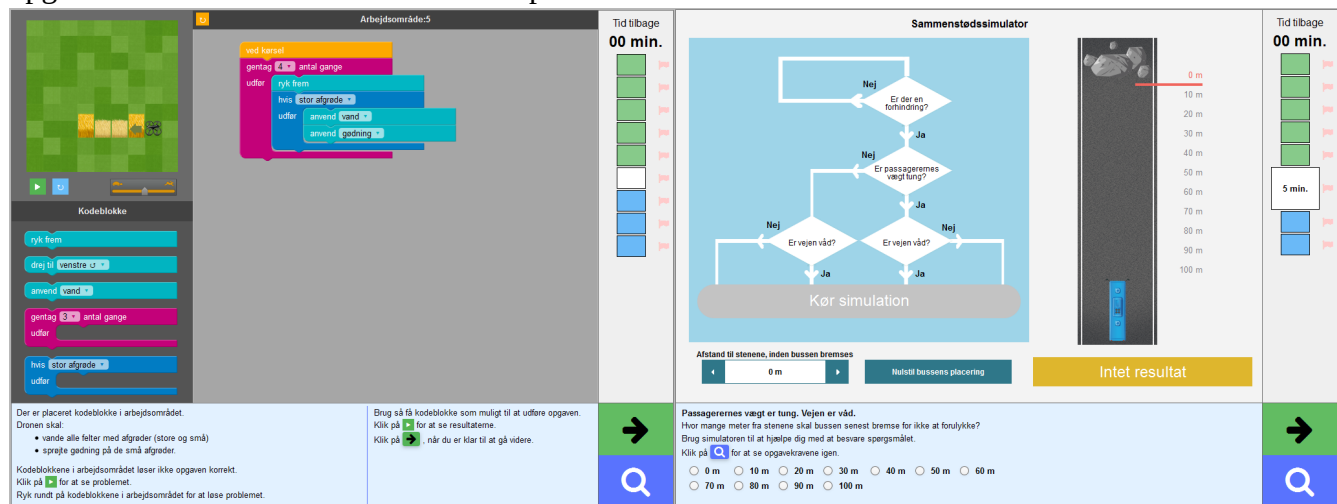 Arbejdsområde:5
ved kørsel
gentag 4 antal gange
udfør ryk frem
hvis stor afgrøde
udfør anvend vand
anvend gødning
Kodeblokke
ryk frem
drej til venstre
anvend vand
gentag 3 antal gange
udfør
hvis stor afgrøde
udfør
Tid tilbage
00 min.
Der er placeret kodeblokke i arbejdsområdet.
Dronen skal:
• vande alle felter med afgrøder (store og små)
• sprøjte gødning på de små afgrøder.
Kodeblokkene i arbejdsområdet løser ikke opgaven korrekt.
Klik på for at se problemet.
Ryk rundt på kodeblokkene i arbejdsområdet for at løse problemet.
Brug så få kodeblokke som muligt til at udføre opgaven.
Klik på for at se resultaterne.
Klik på , når du er klar til at gå videre.
Sammenstødssimulator
Nej
Er der en
forhindring?
Ja
Nej
Er passagerernes
vægt tung?
Ja
Nej
Er vejen våd?
Ja
Er vejen våd?
Nej
Ja
Kør simulation
0 m
10 m
20 m
30 m
40 m
50 m
60 m
70 m
80 m
90 m
100 m
Afstand til stenene, inden bussen bremses
0 m
Nulstil bussens placering
Intet resultat
Tid tilbage
00 min.
5 min.
Passagerernes vægt er tung. Vejen er våd.
Hvor mange meter fra stenene skal bussen senest bremse for ikke at forulykke?
Brug simulatoren til at hjælpe dig med at besvare spørgsmålet.
Klik på for at se opgavekravene igen.
0 m 10 m 20 m 30 m 40 m 50 m 60 m
70 m 80 m 90 m 100 m